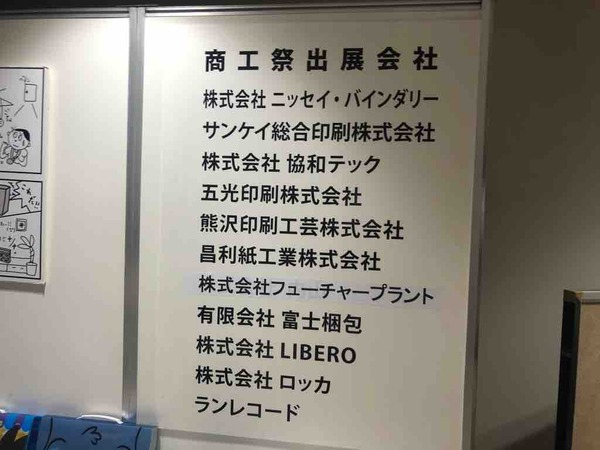 商工祭出展会社
株式会社 ニッセイ・バインダリー
サンケイ総合印刷株式会社
株式会社 協和テック
五光印刷株式会社
熊沢印刷工芸株式会社
昌利紙工業株式会社
株式会社フューチャープラント
有限会社 富士梱包
株式会社 LIBERO
株式会社 ロッカ
ランレコード